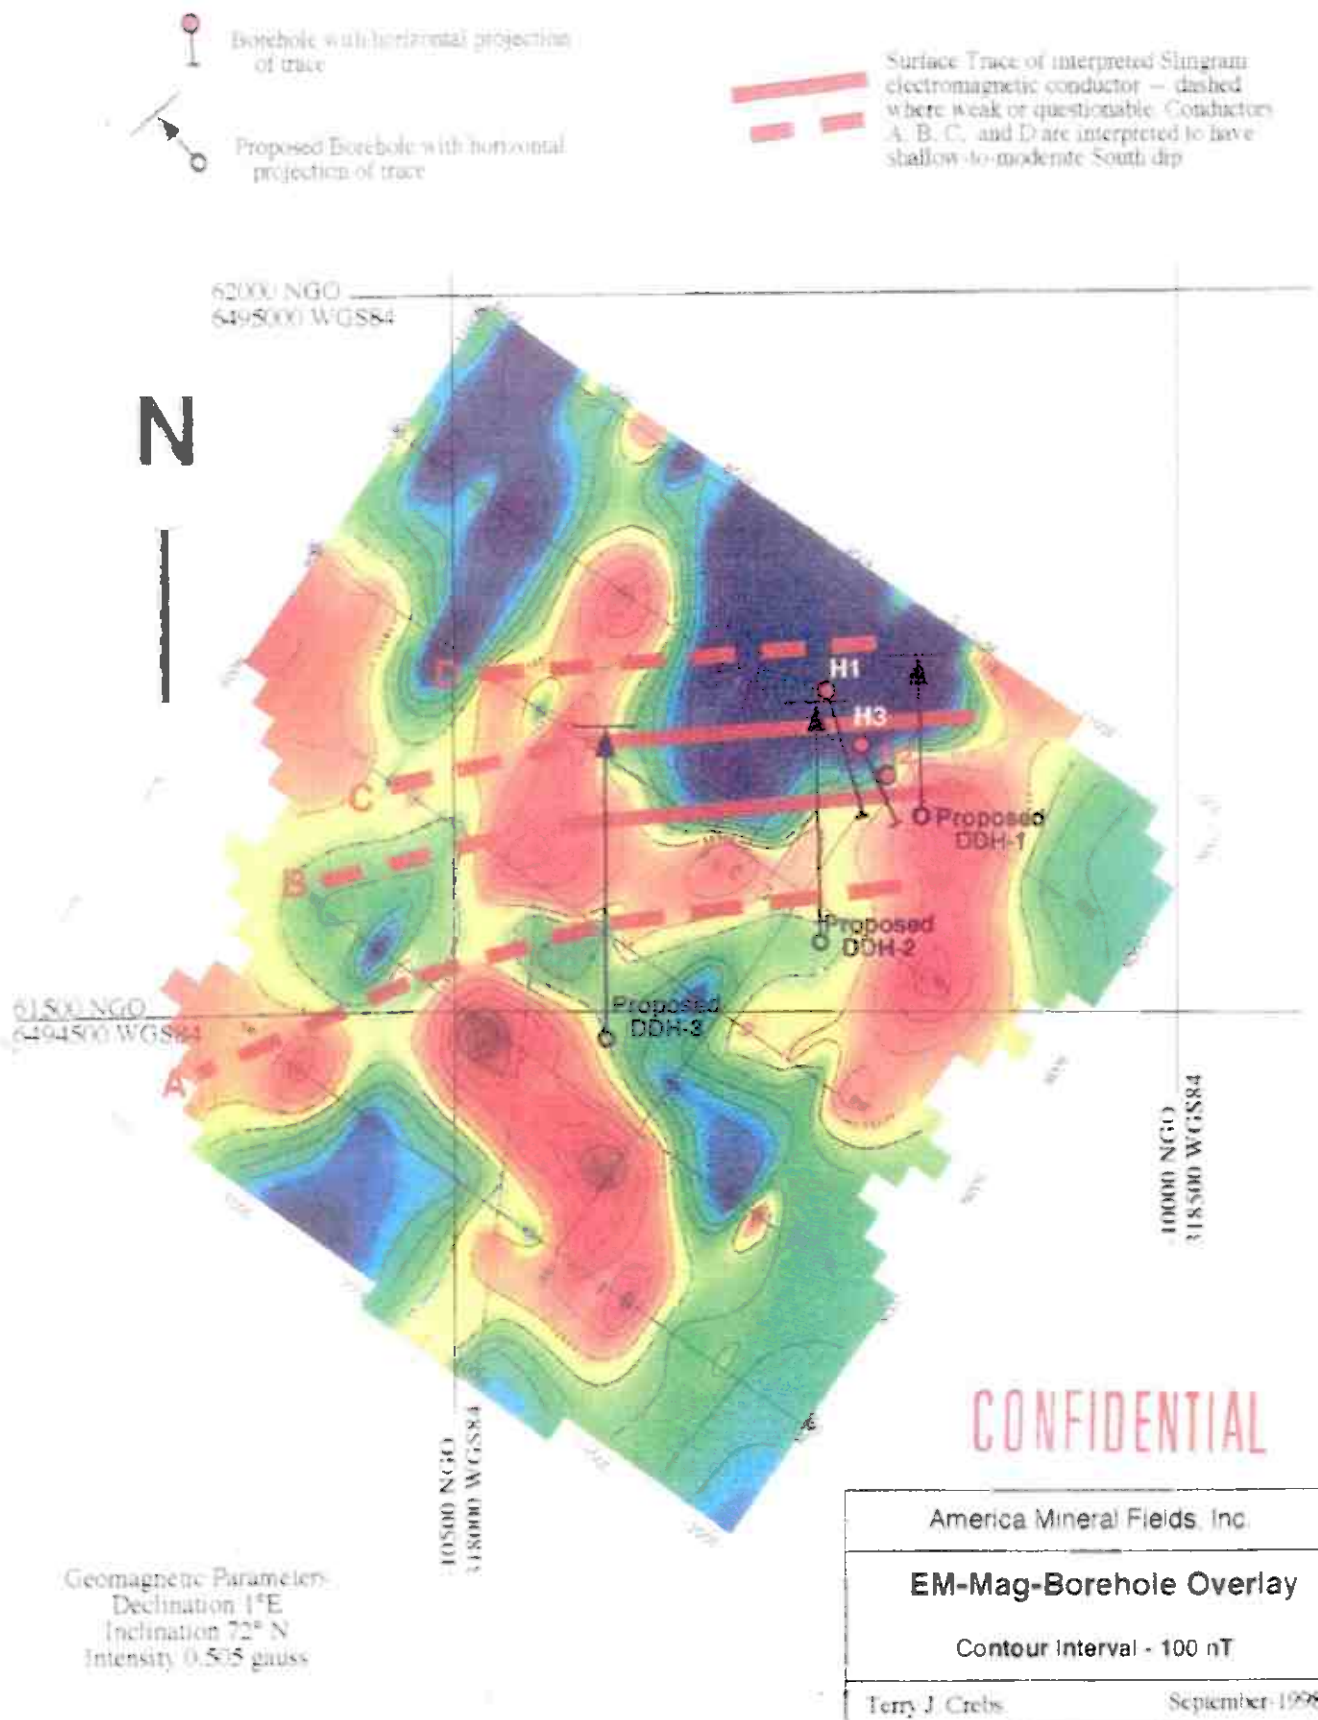 Borehole with horizontal projection
of trace
Proposed Borehole with horizontal
projection of trace
Surface Trace of interpreted Slingram
electromagnetic conductor — dashed
where weak or questionable. Conductors
A, B, C, and D are interpreted to have
shallow-to-moderate South dip
62000 NGO
6495000 WGS84
N
D
H1
H3
C
2
Proposed
DDH-1
B
Proposed
DDH-2
61500 NGO
6494500 WGS84
Proposed
DDH-3
A
-10000 NGO
318500 WGS84
-10500 NGO
318000 WGS84
CONFIDENTIAL
America Mineral Fields, Inc.
EM-Mag-Borehole Overlay
Contour Interval - 100 nT
Terry J. Crebs
September-1998
Geomagnetic Parameters
Declination 1°E
Inclination 72° N
Intensity 0.505 gauss